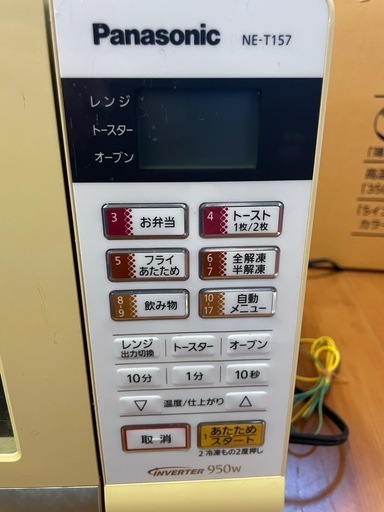 Panasonic NE-T157
レンジ
トースター
オーブン
3 お弁当
4 トースト
1枚/2枚
5 フライ
あたため
6 全解凍
7 半解凍
8-9 飲み物
10-17 自動
メニュー
レンジ
出力切換
トースター
オーブン
10分
1分
10秒
▽ 温度/仕上がり △
取消
1 あたため
スタート
2 冷凍もの2度押し
INVERTER 950W